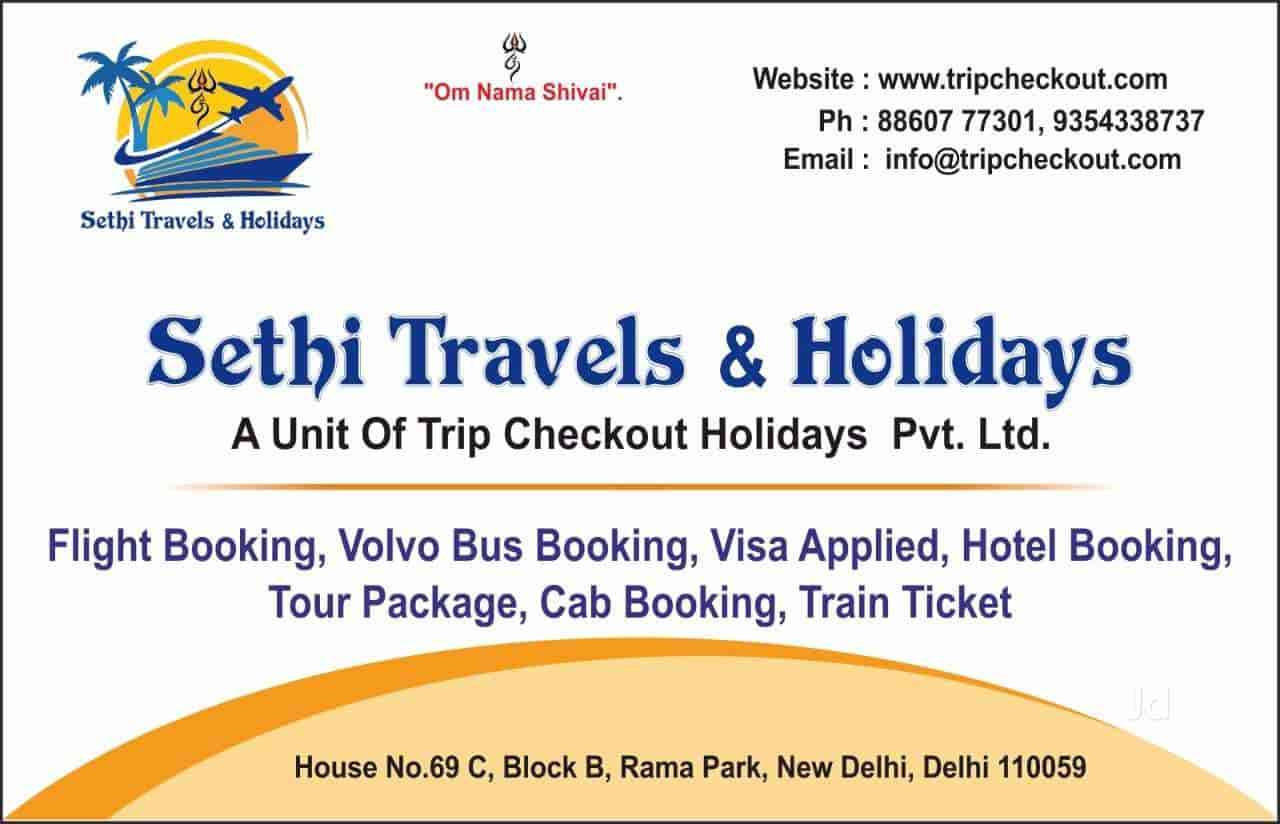 Sethi Travels & Holidays
"Om Nama Shivai".
Website : www.tripcheckout.com
Ph : 88607 77301, 9354338737
Email : info@tripcheckout.com
Sethi Travels & Holidays
A Unit Of Trip Checkout Holidays Pvt. Ltd.
Flight Booking, Volvo Bus Booking, Visa Applied, Hotel Booking,
Tour Package, Cab Booking, Train Ticket
Jd
House No.69 C, Block B, Rama Park, New Delhi, Delhi 110059